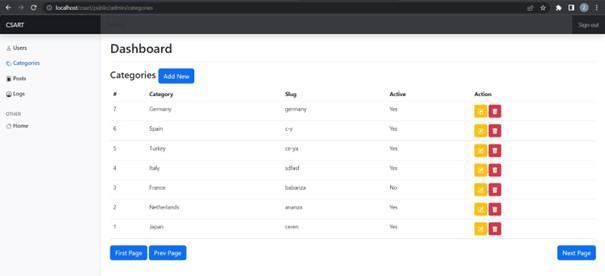 localhost/csart/public/admin/categories
CSART
Sign out
Users
Categories
Posts
Logs
OTHER
Home
Dashboard
Categories Add New
# Category Slug Active Action
7 Germany germany Yes
6 Spain c-y Yes
5 Turkey ce-ya Yes
4 Italy sdfasf Yes
3 France babanza No
2 Netherlands ananza Yes
1 Japan ceren Yes
First Page Prev Page Next Page